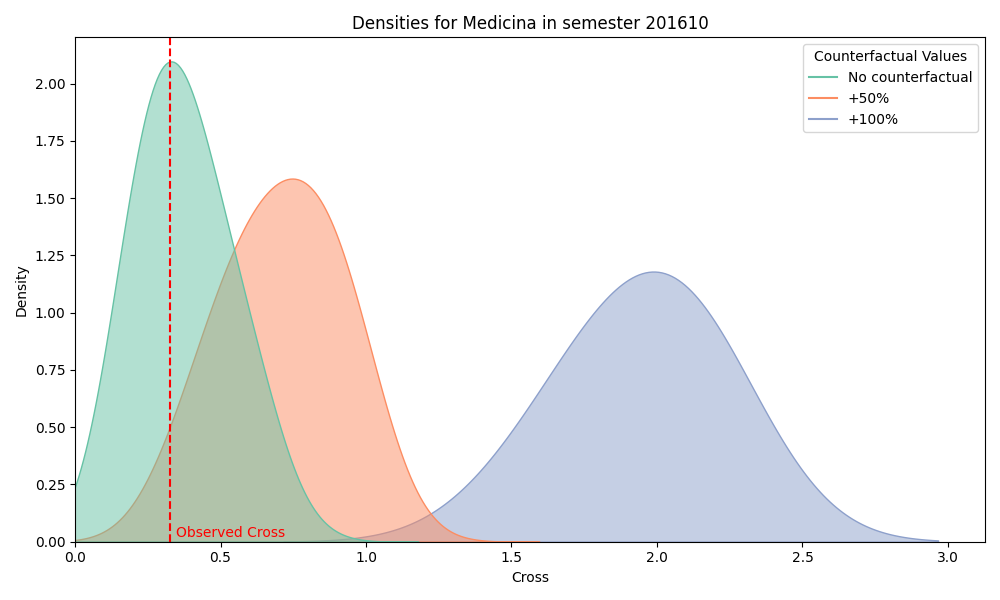 Densities for Medicina in semester 201610
Counterfactual Values
No counterfactual
+50%
+100%
Density
2.00
1.75
1.50
1.25
1.00
0.75
0.50
0.25
0.00
Observed Cross
0.0 0.5 1.0 1.5 2.0 2.5 3.0
Cross